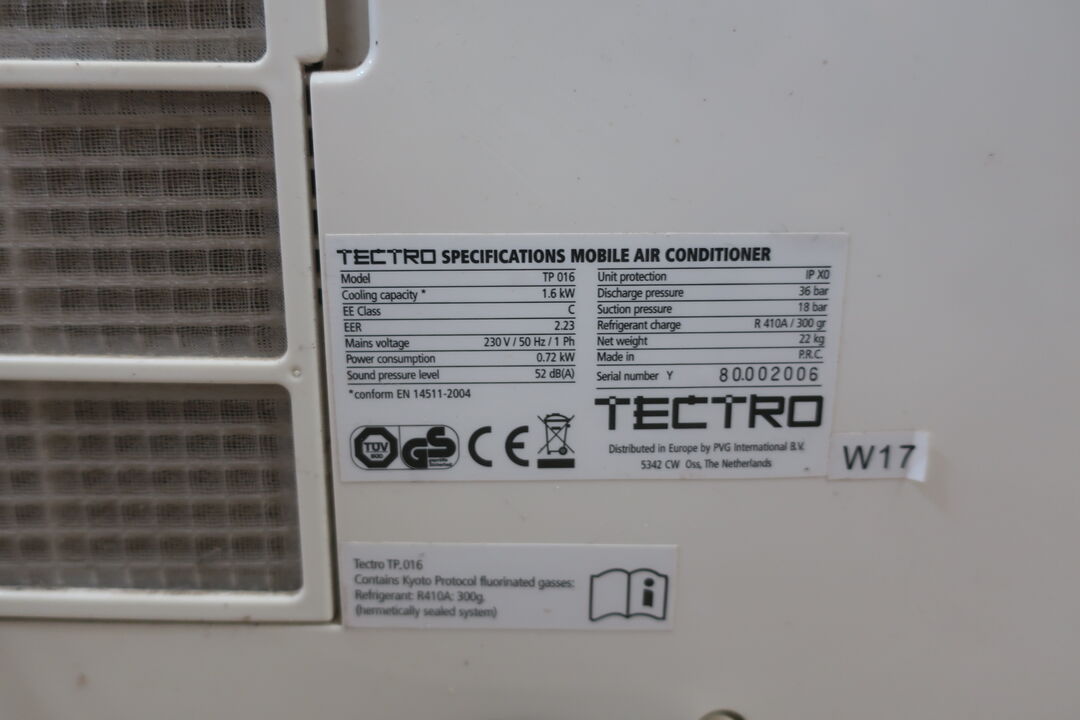 TECTRO SPECIFICATIONS MOBILE AIR CONDITIONER
Model TP 016
Cooling capacity * 1.6 kW
EE Class C
EER 2.23
Mains voltage 230 V / 50 Hz / 1 Ph
Power consumption 0.72 kW
Sound pressure level 52 dB(A)
*conform EN 14511-2004
Unit protection IP X0
Discharge pressure 36 bar
Suction pressure 18 bar
Refrigerant charge R 410A / 300 gr
Net weight 22 kg
Made in P.R.C.
Serial number Y 80.002006
TÜV GS CE
TECTRO
Distributed in Europe by PVG International B.V.
5342 CW Oss, The Netherlands
W17
Tectro TP.016
Contains Kyoto Protocol fluorinated gasses:
Refrigerant: R410A; 300g.
(hermetically sealed system)